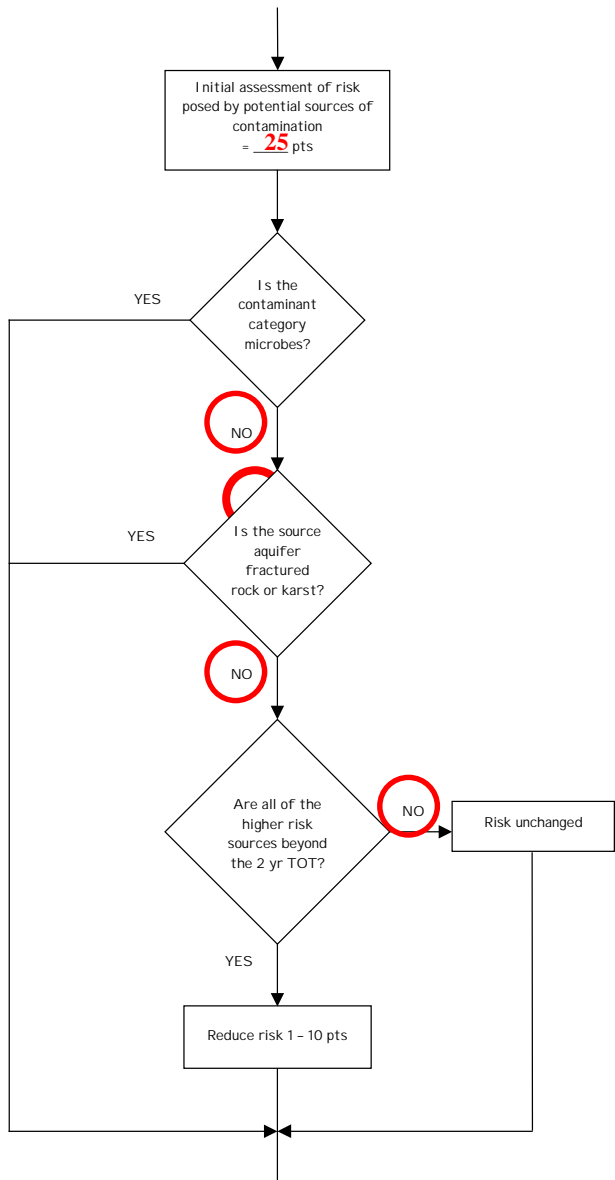 Initial assessment of risk
posed by potential sources of
contamination
= 25 pts
YES
Is the
contaminant
category
microbes?
NO
YES
Is the source
aquifer
fractured
rock or karst?
NO
Are all of the
higher risk
sources beyond
the 2 yr TOT?
NO
Risk unchanged
YES
Reduce risk 1 – 10 pts